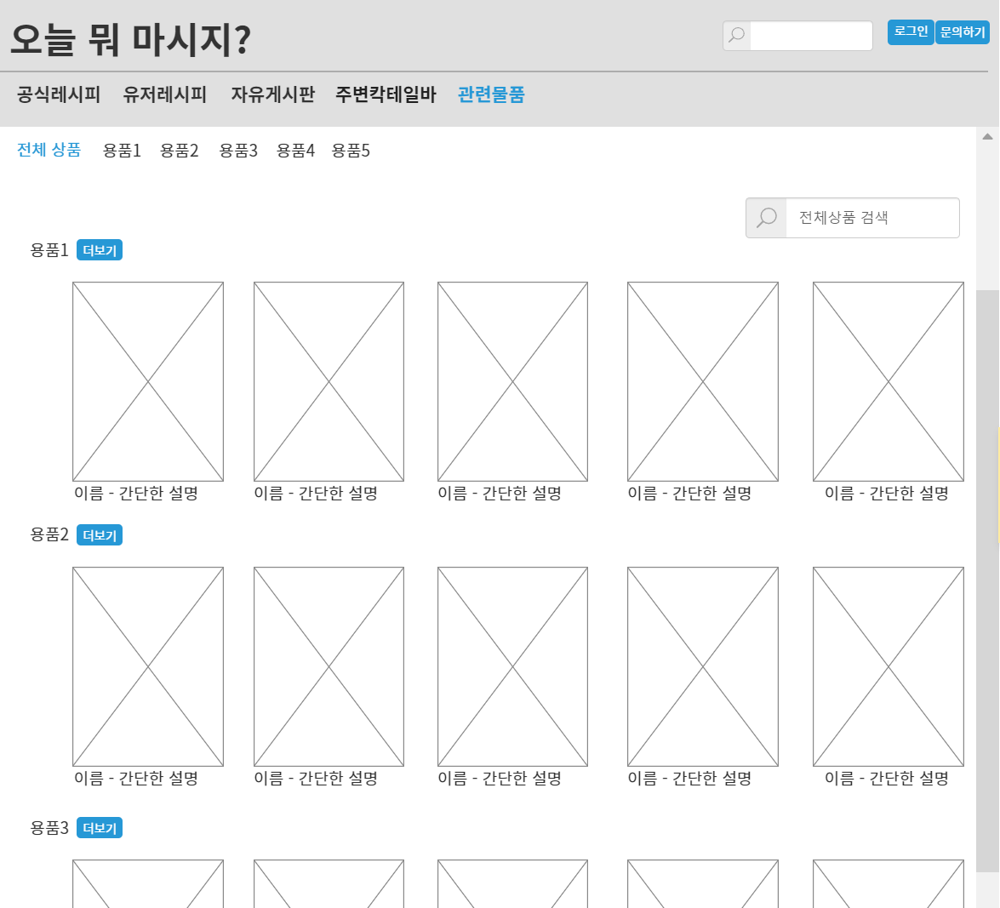 오늘 뭐 마시지?
로그인 문의하기
공식레시피 유저레시피 자유게시판 주변칵테일바 관련물품
전체 상품 용품1 용품2 용품3 용품4 용품5
전체상품 검색
용품1 더보기
이름 - 간단한 설명 이름 - 간단한 설명 이름 - 간단한 설명 이름 - 간단한 설명 이름 - 간단한 설명
용품2 더보기
이름 - 간단한 설명 이름 - 간단한 설명 이름 - 간단한 설명 이름 - 간단한 설명 이름 - 간단한 설명
용품3 더보기